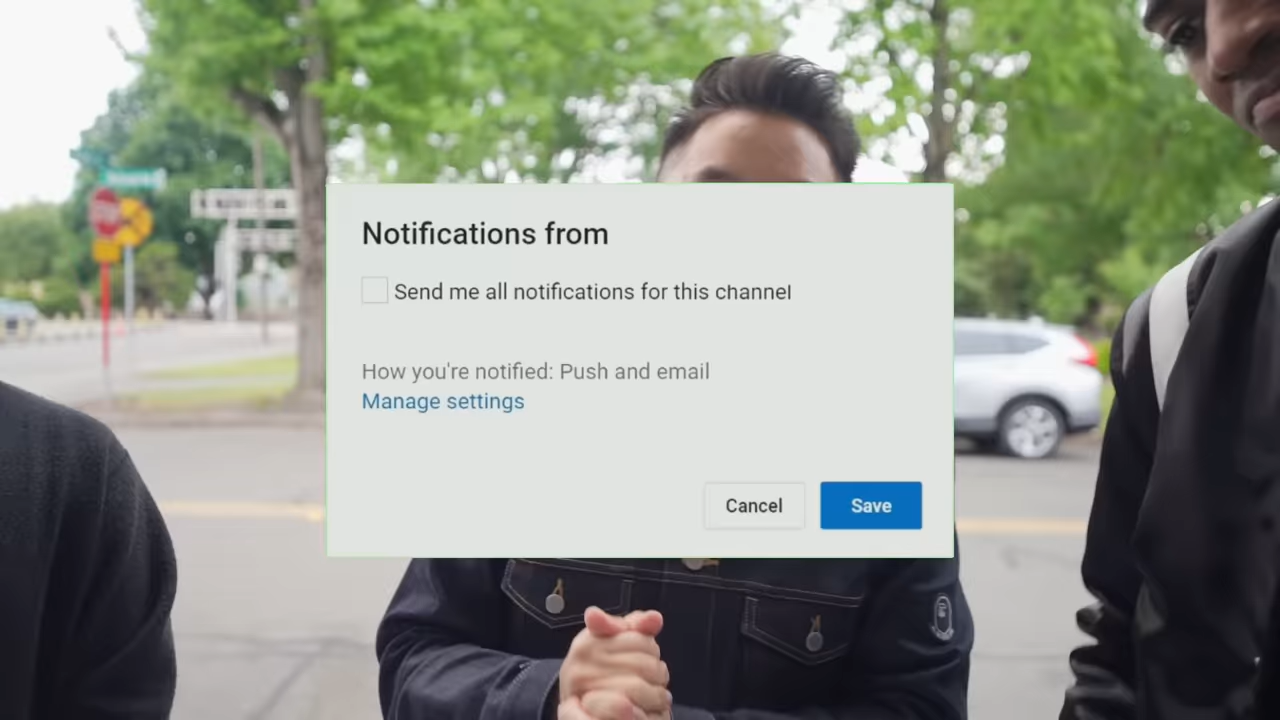 Notifications from
Send me all notifications for this channel
How you're notified: Push and email
Manage settings
Cancel
Save